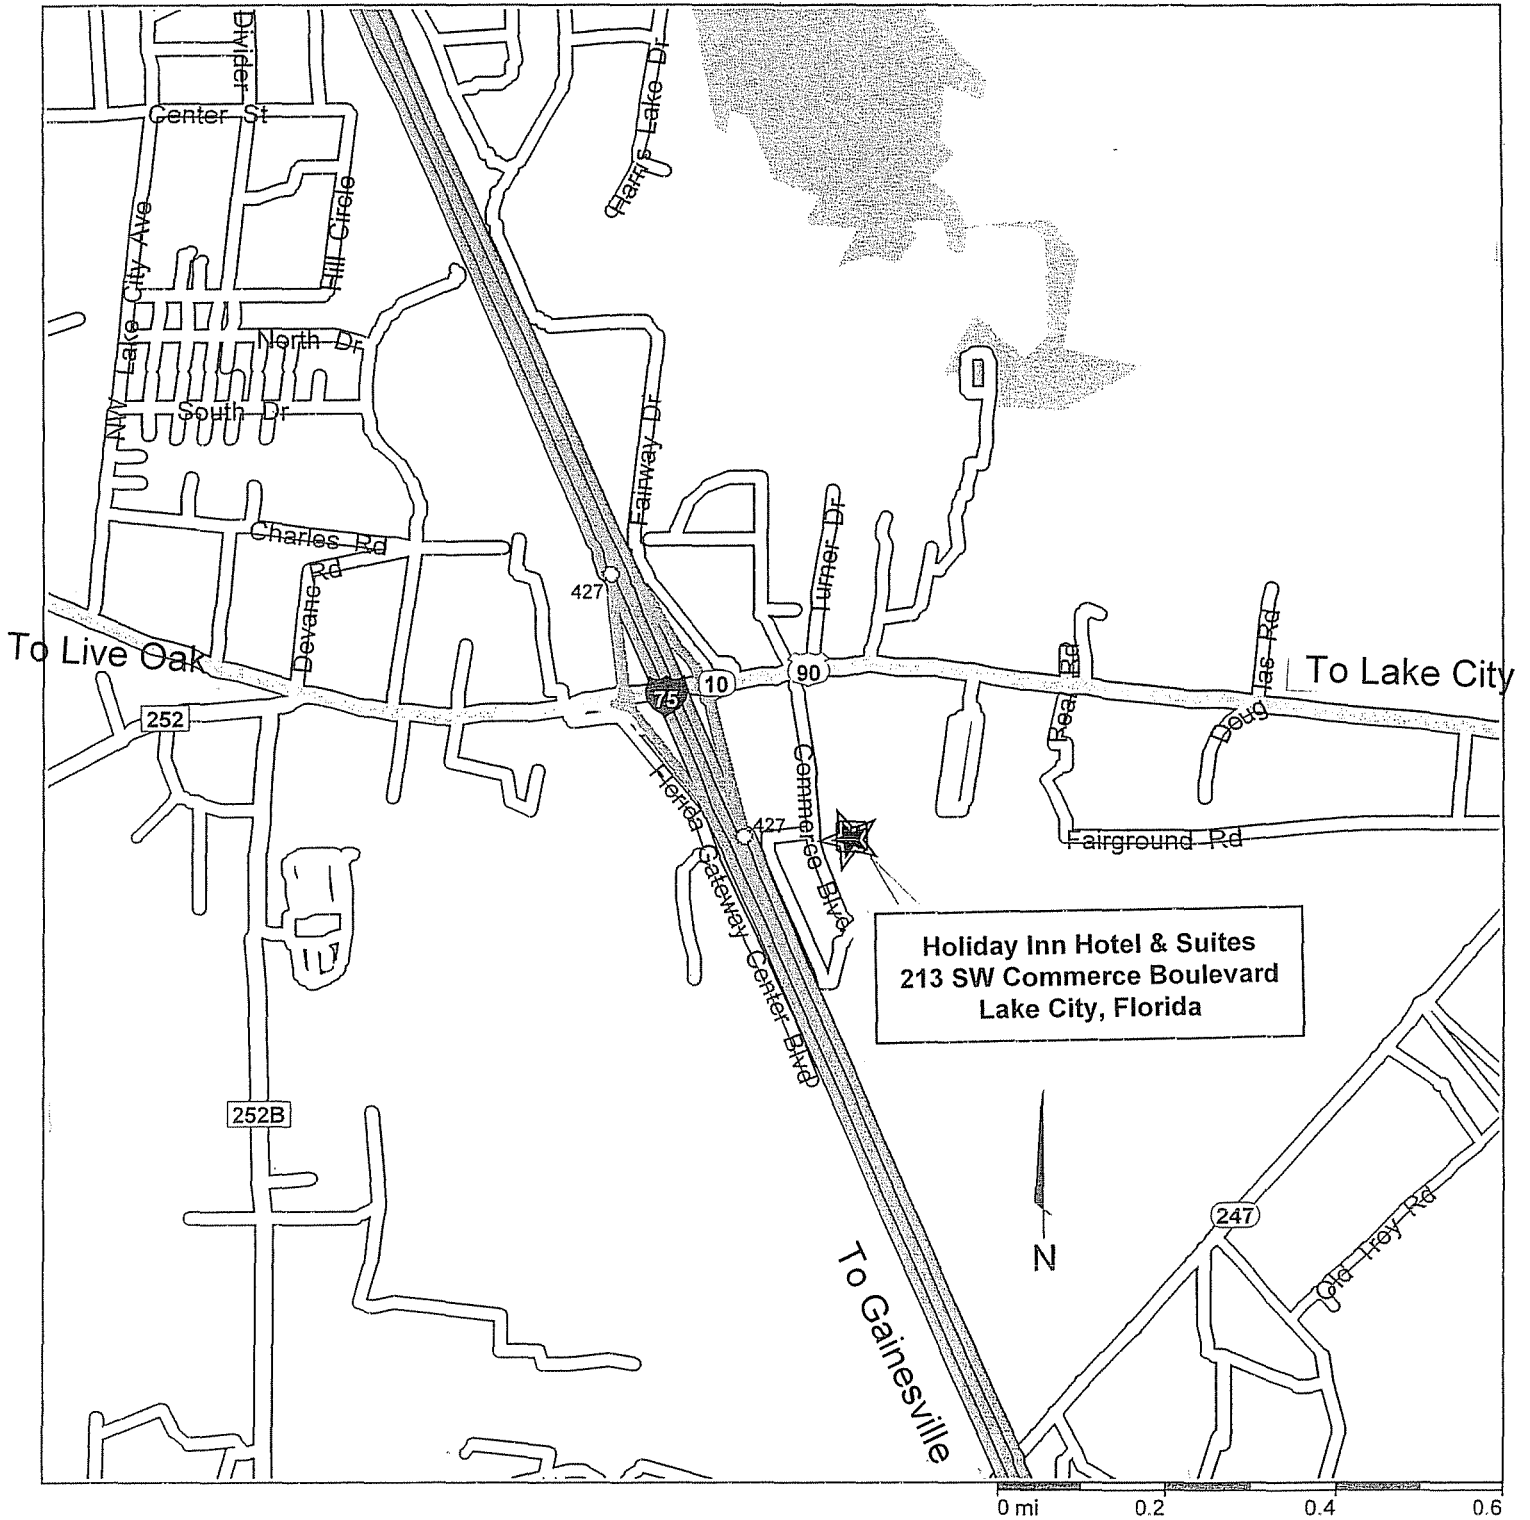 Divider
Center St
Harris Lake Dr
Hill Circle
NW Lake City Ave
North Dr
South Dr
Fairway Dr
Charles Rd
Devane Rd
Turner Dr
427
To Live Oak
252
75
10
90
Real Rd
Douglas Rd
To Lake City
Florida Gateway Center Blvd
427
Commerce Blvd
Fairground Rd
Holiday Inn Hotel & Suites
213 SW Commerce Boulevard
Lake City, Florida
252B
N
247
Old Troy Rd
To Gainesville
0 mi 0.2 0.4 0.6